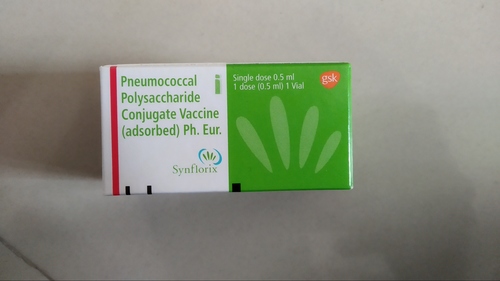 Pneumococcal
Polysaccharide
Conjugate Vaccine
(adsorbed) Ph. Eur.
Synflorix
Single dose 0.5 ml
1 dose (0.5 ml) 1 Vial
gsk